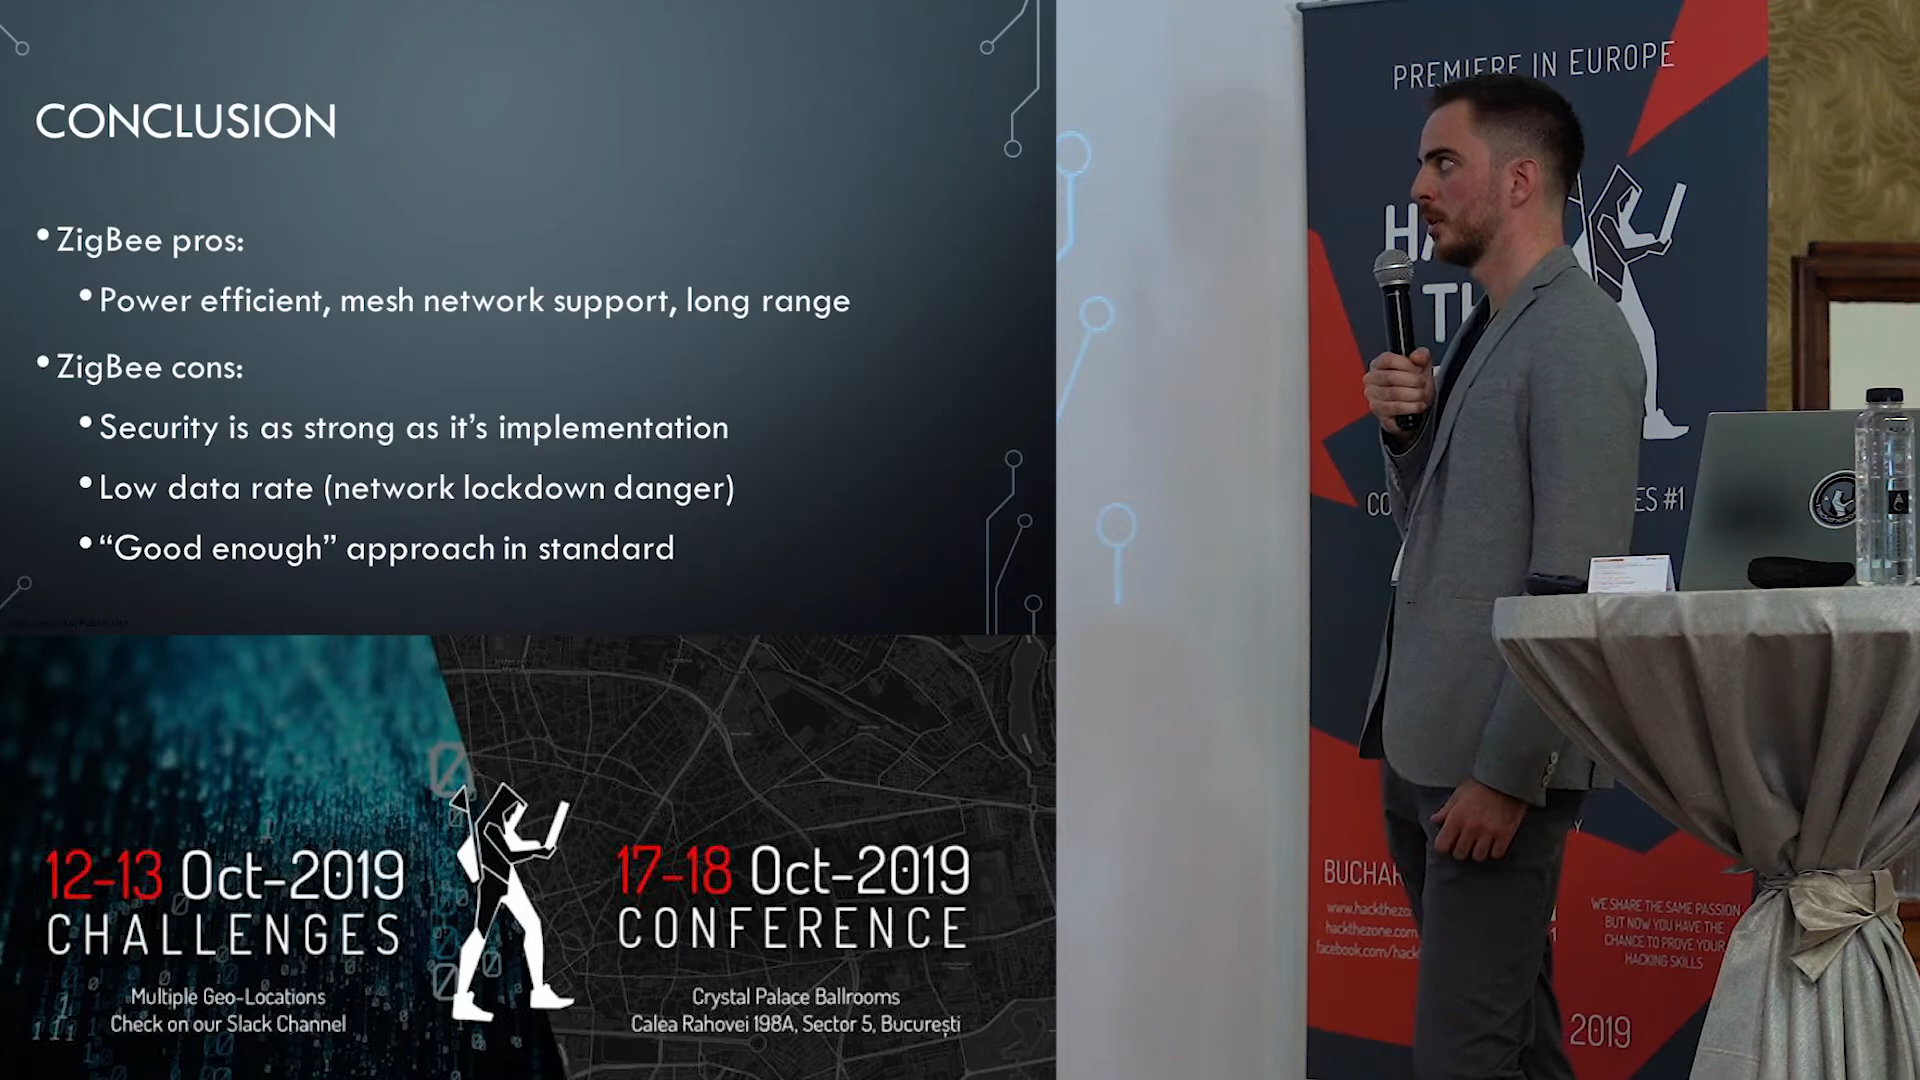 CONCLUSION
•ZigBee pros:
•Power efficient, mesh network support, long range
•ZigBee cons:
•Security is as strong as it's implementation
•Low data rate (network lockdown danger)
•“Good enough” approach in standard
12-13 Oct-2019
CHALLENGES
Multiple Geo-Locations
Check on our Slack Channel
17-18 Oct-2019
CONFERENCE
Crystal Palace Ballrooms
Calea Rahovei 198A, Sector 5, București
PREMIERE IN EUROPE
#1
WE SHARE THE SAME PASSION
BUT NOW YOU HAVE THE
CHANCE TO PROVE YOUR
HACKING SKILLS
2019